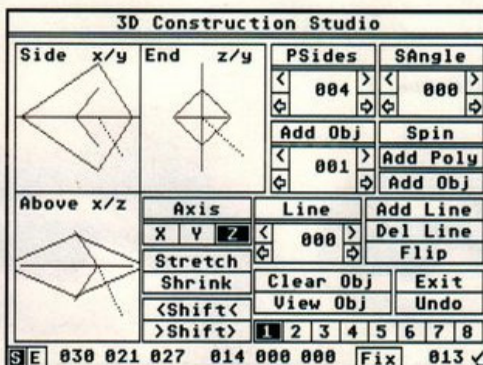 3D Construction Studio
Side x/y
End z/y
PSides
SAngle
< 004 >
< 000 >
Add Obj
Spin
< 001 >
Add Poly
Add Obj
Above x/z
Axis
Line
Add Line
X Y Z
< 000 >
Del Line
Flip
Stretch
Shrink
Clear Obj
Exit
View Obj
Undo
<Shift<
>Shift>
1 2 3 4 5 6 7 8
S E 030 021 027 014 000 000 Fix 013 ✓